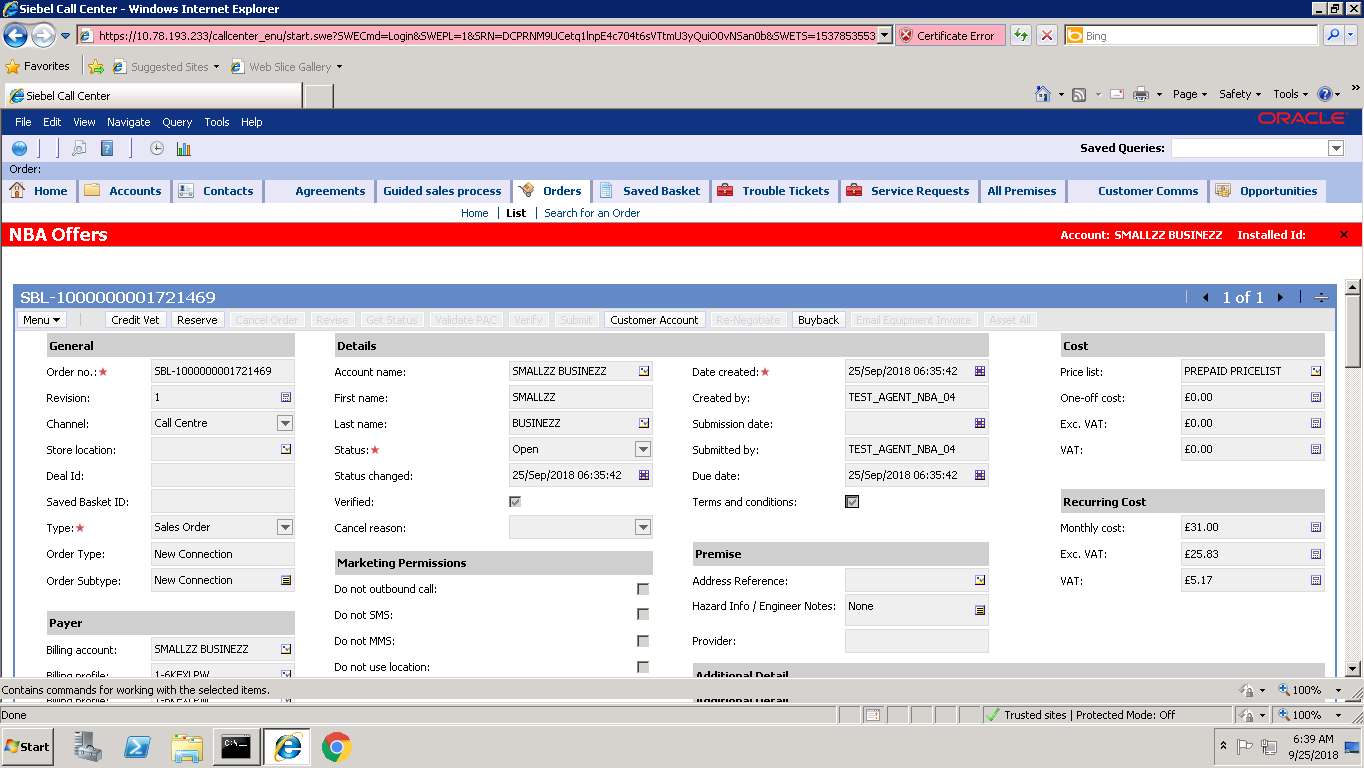 Siebel Call Center - Windows Internet Explorer
https://10.78.193.233/callcenter_enu/start.swe?SWECmd=Login&SWEPL=1&SRN=DCPRNM9UCetq1lnpE4c704t6sVTtmU3yQuiO0vNSan0b&SWETS=1537853553 Certificate Error Bing
Favorites Suggested Sites Web Slice Gallery
Siebel Call Center Page Safety Tools
File Edit View Navigate Query Tools Help ORACLE
Saved Queries:
Order:
Home Accounts Contacts Agreements Guided sales process Orders Saved Basket Trouble Tickets Service Requests All Premises Customer Comms Opportunities
Home List Search for an Order
NBA Offers Account: SMALLZZ BUSINEZZ Installed Id:
SBL-1000000001721469 1 of 1
Menu Credit Vet Reserve Cancel Order Revise Get Status Validate PAC Verify Submit Customer Account Re-Negotiate Buyback Email Equipment Invoice Asset All
General Details Cost
Order no.: SBL-1000000001721469 Account name: SMALLZZ BUSINEZZ Date created: 25/Sep/2018 06:35:42 Price list: PREPAID PRICELIST
Revision: 1 First name: SMALLZZ Created by: TEST_AGENT_NBA_04 One-off cost: £0.00
Channel: Call Centre Last name: BUSINEZZ Submission date: Exc. VAT: £0.00
Store location: Status: Open Submitted by: TEST_AGENT_NBA_04 VAT: £0.00
Deal Id: Status changed: 25/Sep/2018 06:35:42 Due date: 25/Sep/2018 06:35:42
Saved Basket ID: Verified: Terms and conditions: Recurring Cost
Type: Sales Order Cancel reason: Monthly cost: £31.00
Order Type: New Connection Marketing Permissions Premise Exc. VAT: £25.83
Order Subtype: New Connection Do not outbound call: Address Reference: VAT: £5.17
Payer Do not SMS: Hazard Info / Engineer Notes: None
Billing account: SMALLZZ BUSINEZZ Do not MMS: Provider:
Billing profile: 1-6KEXLPW Do not use location: Additional Detail
Contains commands for working with the selected items. 100%
Billing profile: 1-6KEXLPW Additional Detail
Done Trusted sites | Protected Mode: Off 100%
Start 6:39 AM
9/25/2018